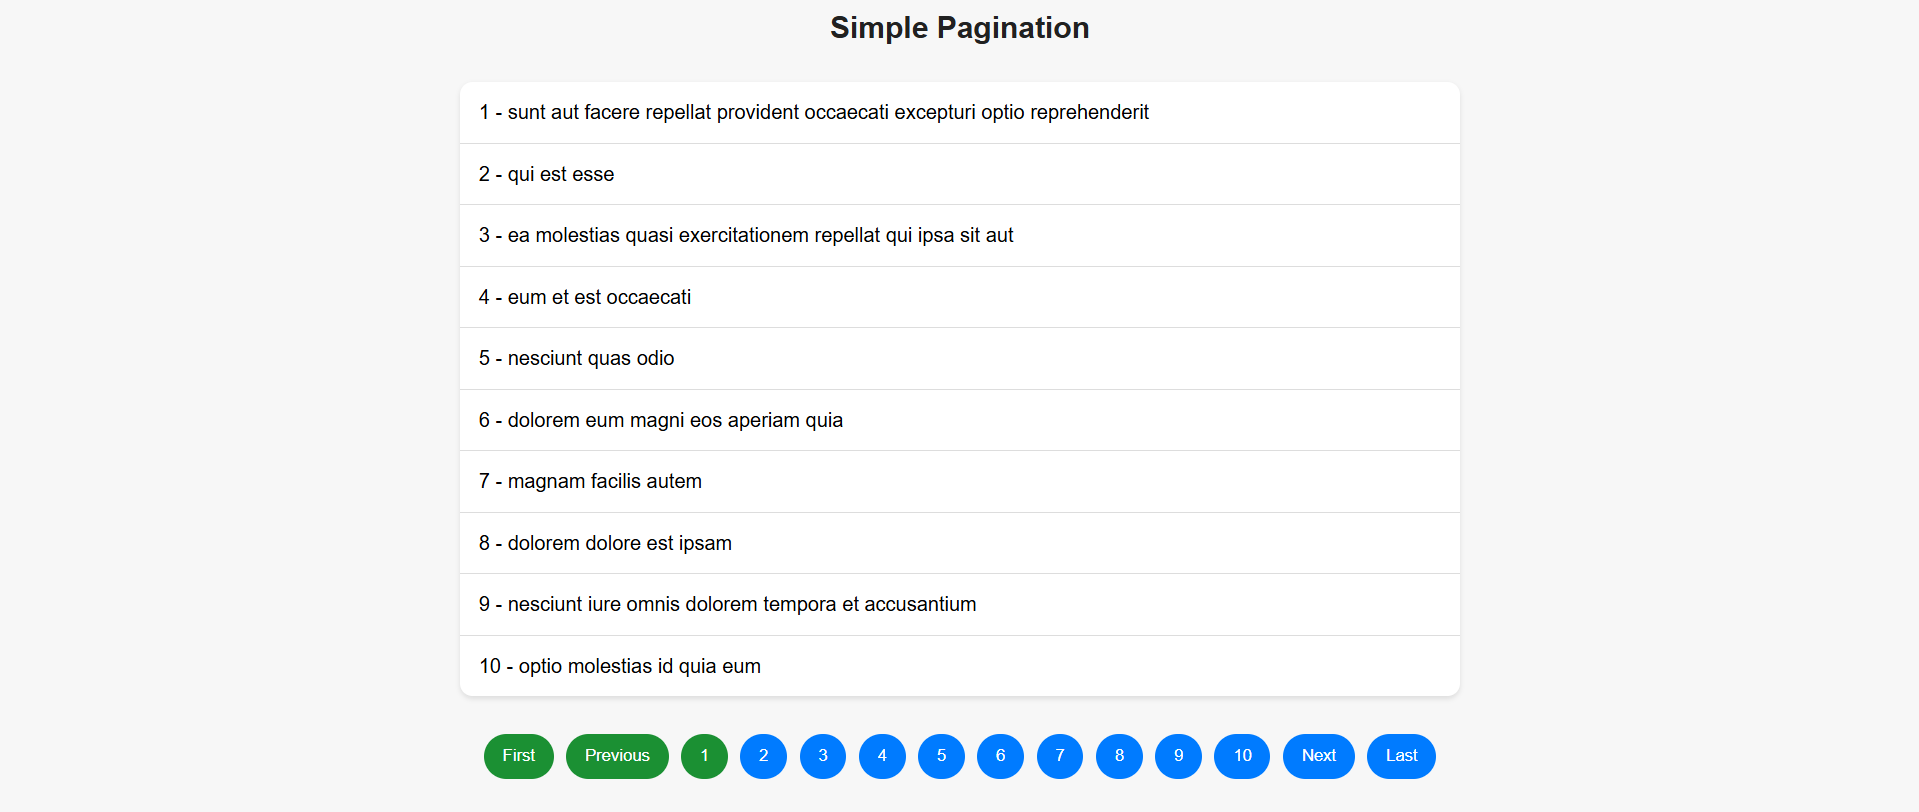 Simple Pagination
1 - sunt aut facere repellat provident occaecati excepturi optio reprehenderit
2 - qui est esse
3 - ea molestias quasi exercitationem repellat qui ipsa sit aut
4 - eum et est occaecati
5 - nesciunt quas odio
6 - dolorem eum magni eos aperiam quia
7 - magnam facilis autem
8 - dolorem dolore est ipsam
9 - nesciunt iure omnis dolorem tempora et accusantium
10 - optio molestias id quia eum
First Previous 1 2 3 4 5 6 7 8 9 10 Next Last